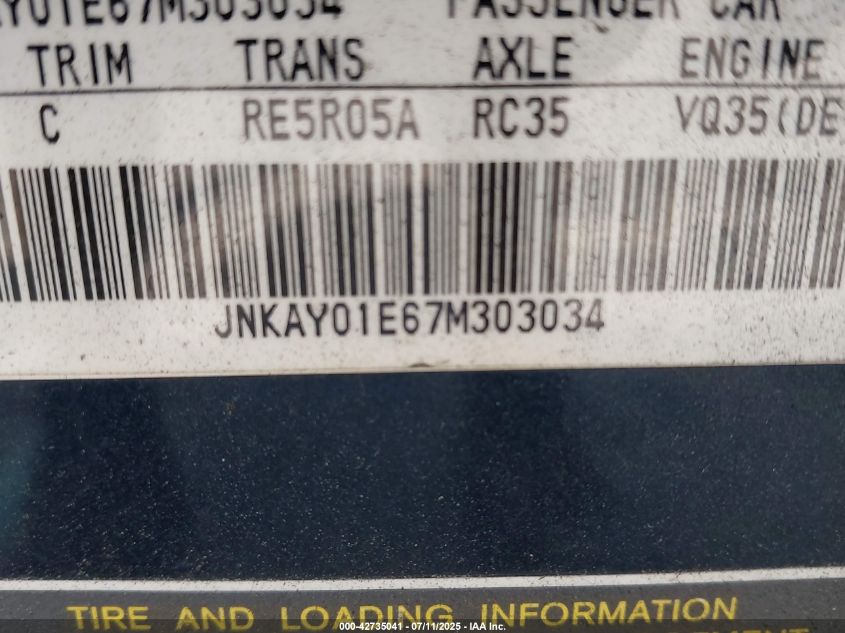 AY01E67M303034 PASSENGER CAR
TRIM TRANS AXLE ENGINE
C RE5R05A RC35 VQ35(DE
JNKAY01E67M303034
TIRE AND LOADING INFORMATION
000-42735041 - 07/11/2025 - IAA Inc.